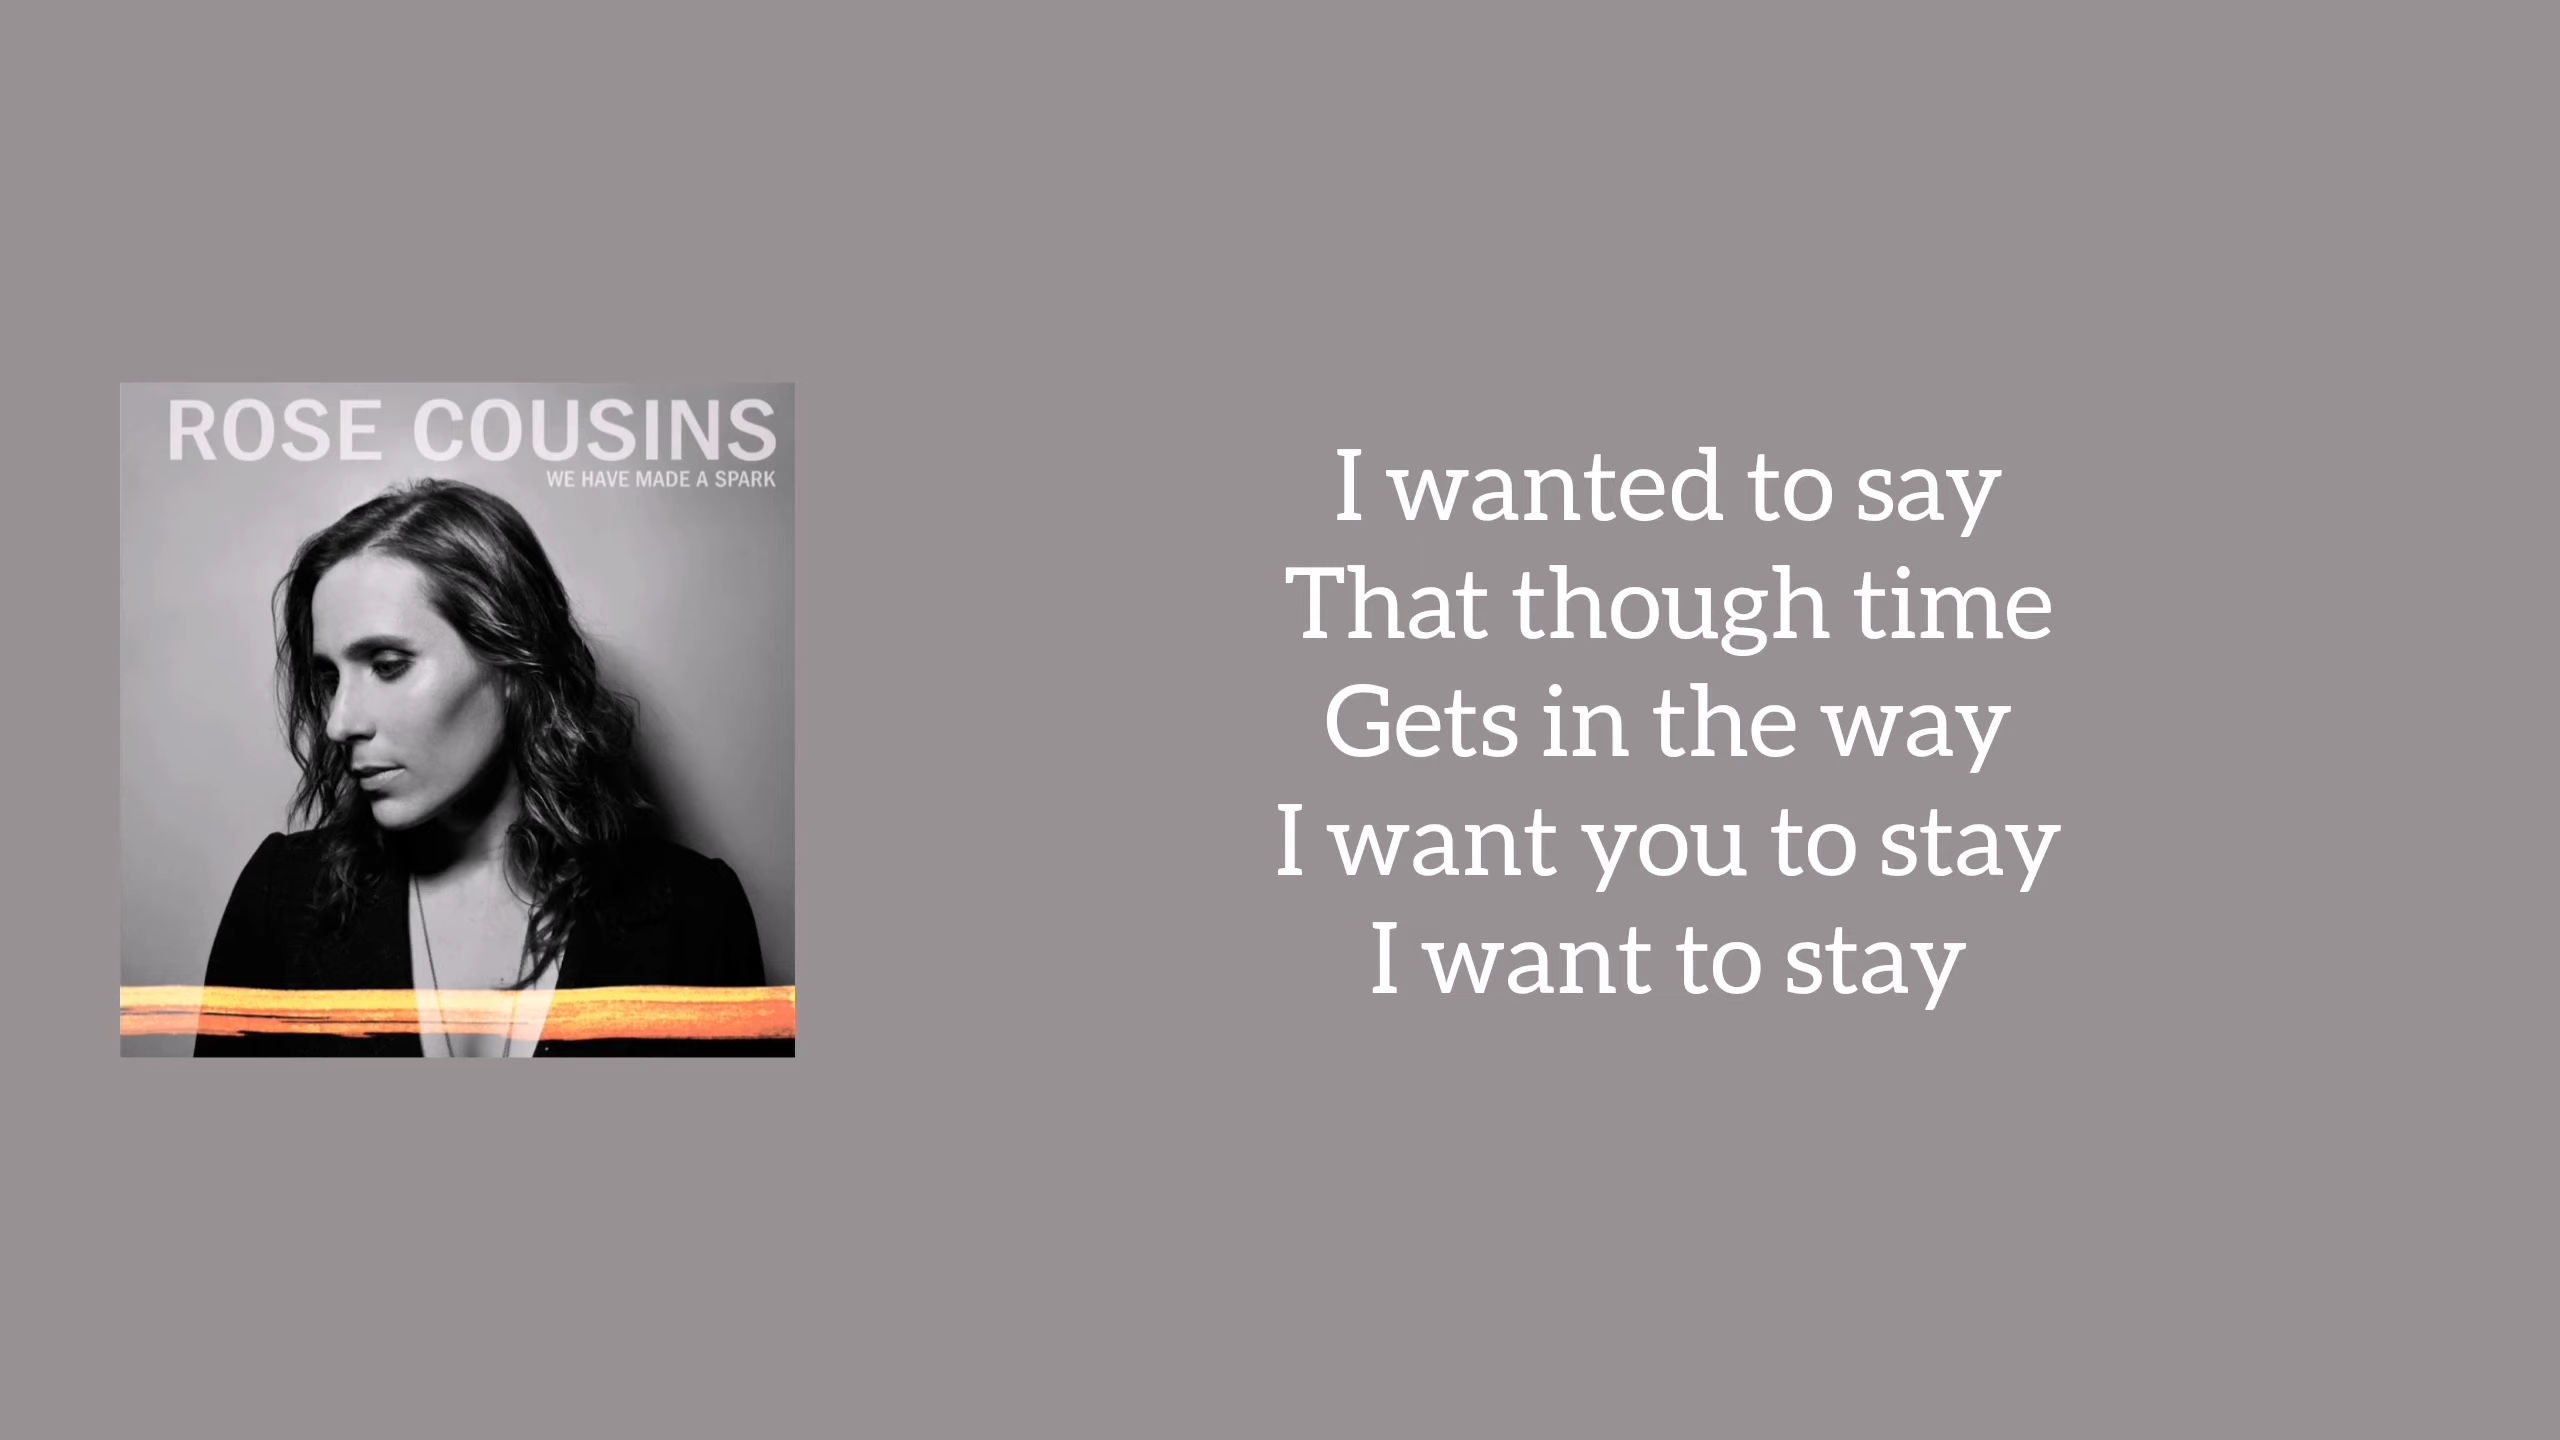 ROSE COUSINS
WE HAVE MADE A SPARK
I wanted to say
That though time
Gets in the way
I want you to stay
I want to stay